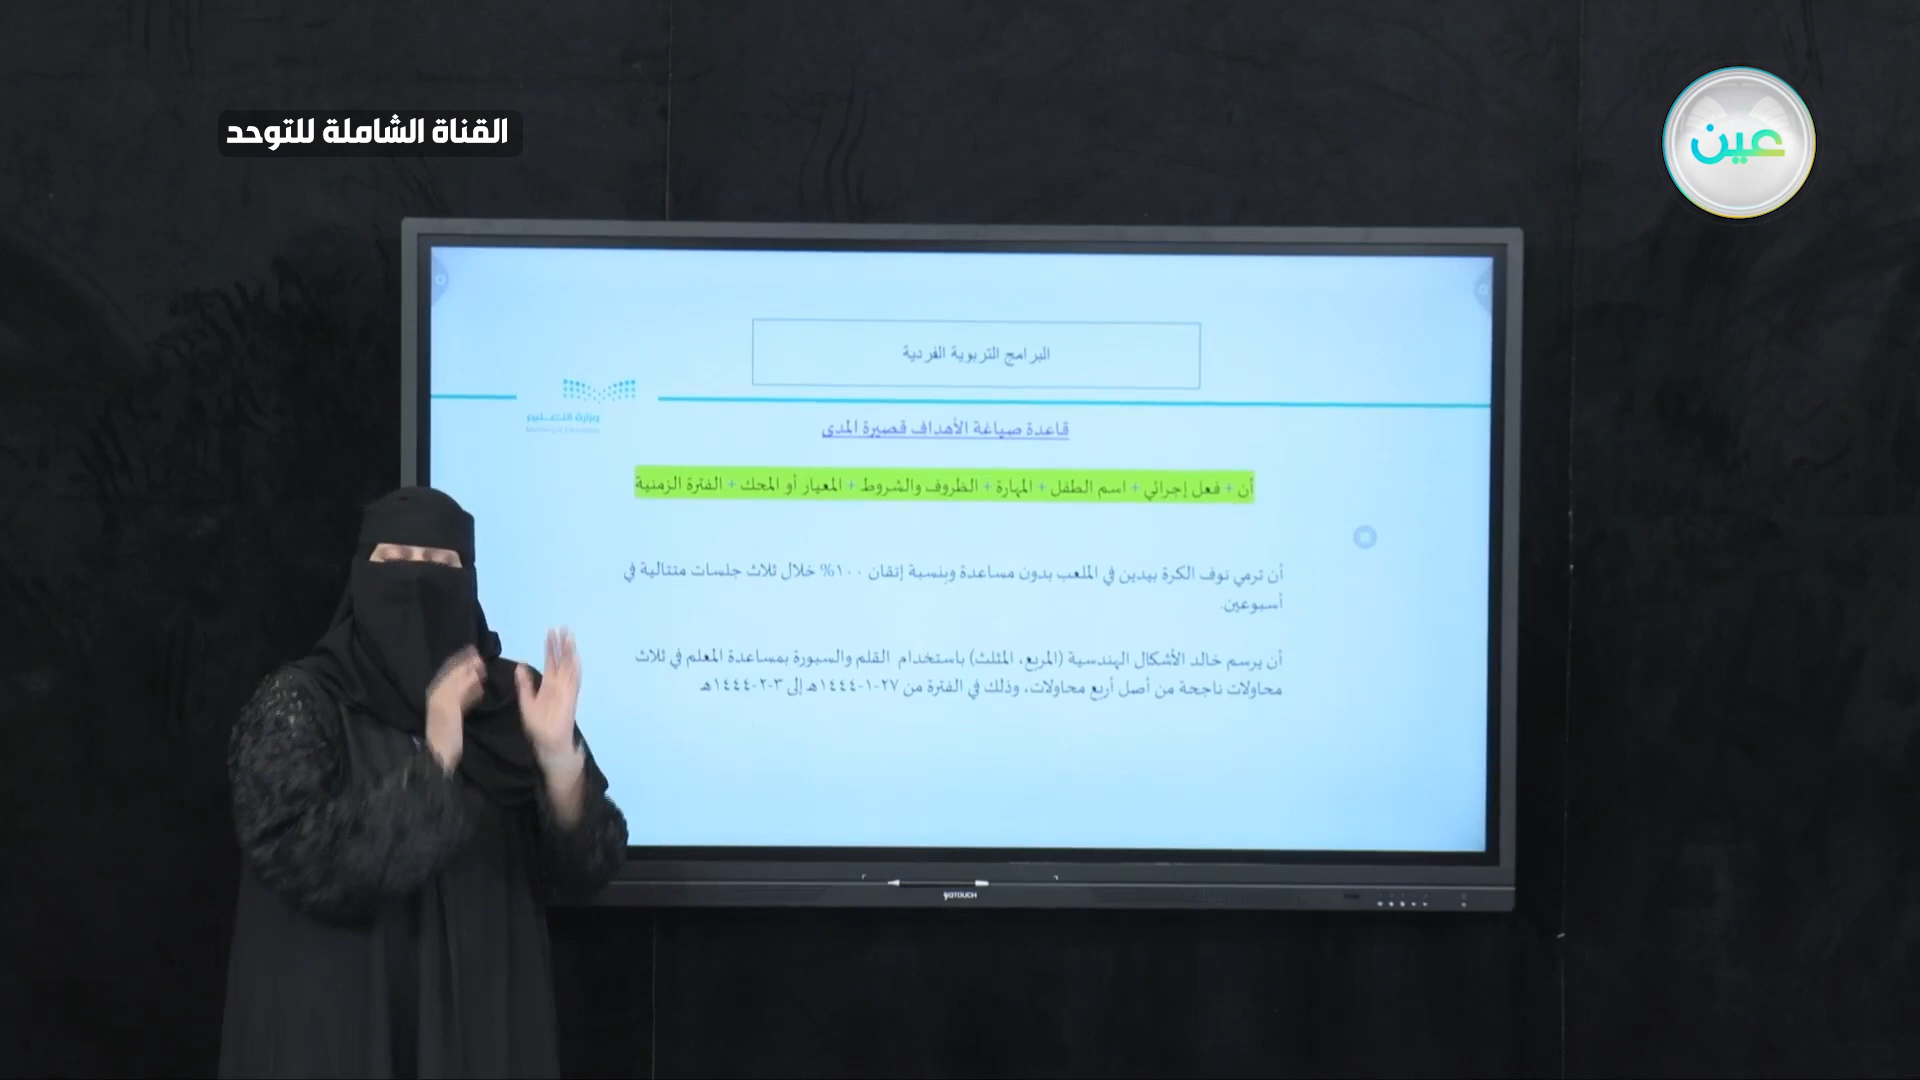 القناة الشاملة للتوحد
عين
البرامج التربوية الفردية
وزارة التعليم
قاعدة صياغة الأهداف قصيرة المدى
أن + فعل إجرائي + اسم الطفل + المهارة + الظروف والشروط + المعيار أو المحك + الفترة الزمنية
أن ترمي نوف الكرة بيدين في الملعب بدون مساعدة وبنسبة إتقان ١٠٠% خلال ثلاث جلسات متتالية في
أسبوعين.
أن يرسم خالد الأشكال الهندسية (المربع، المثلث) باستخدام القلم والسبورة بمساعدة المعلم في ثلاث
محاولات ناجحة من أصل أربع محاولات، وذلك في الفترة من ٢٧-١-١٤٤٤هـ إلى ٣-٢-١٤٤٤هـ